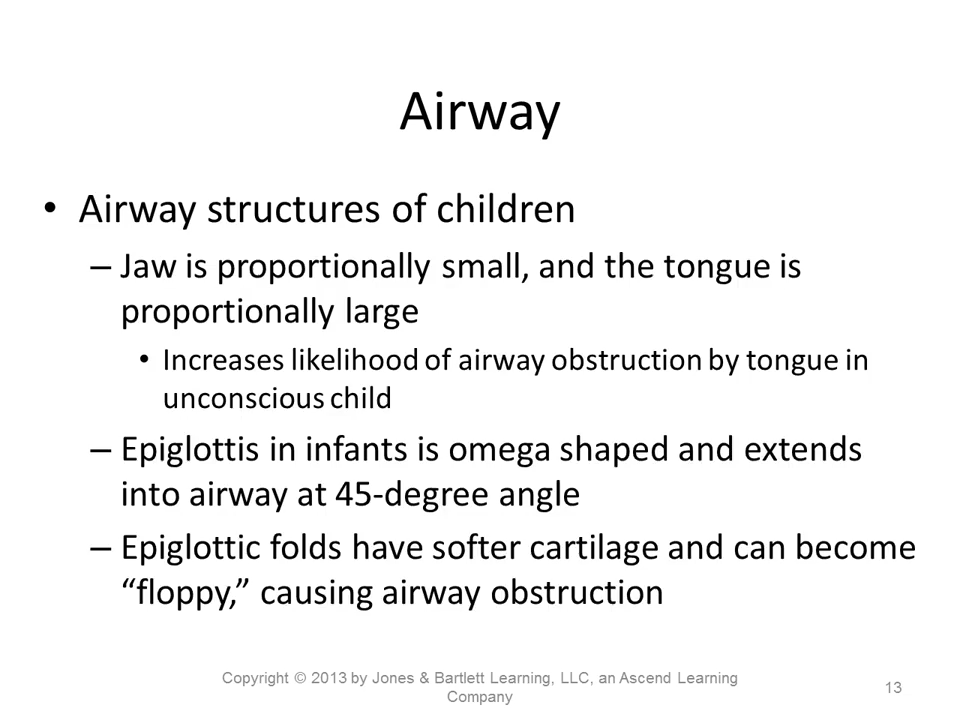 Airway
• Airway structures of children
– Jaw is proportionally small, and the tongue is
proportionally large
• Increases likelihood of airway obstruction by tongue in
unconscious child
– Epiglottis in infants is omega shaped and extends
into airway at 45-degree angle
– Epiglottic folds have softer cartilage and can become
“floppy,” causing airway obstruction
Copyright © 2013 by Jones & Bartlett Learning, LLC, an Ascend Learning
Company
13